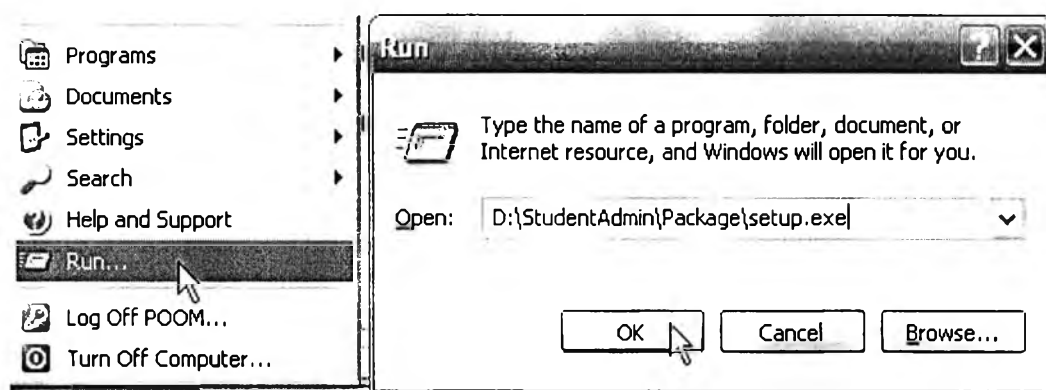 Programs
Documents
Settings
Search
Help and Support
Run...
Log Off POOM...
Turn Off Computer...
Run
Type the name of a program, folder, document, or
Internet resource, and Windows will open it for you.
Open: D:\StudentAdmin\Package\setup.exe
OK Cancel Browse...